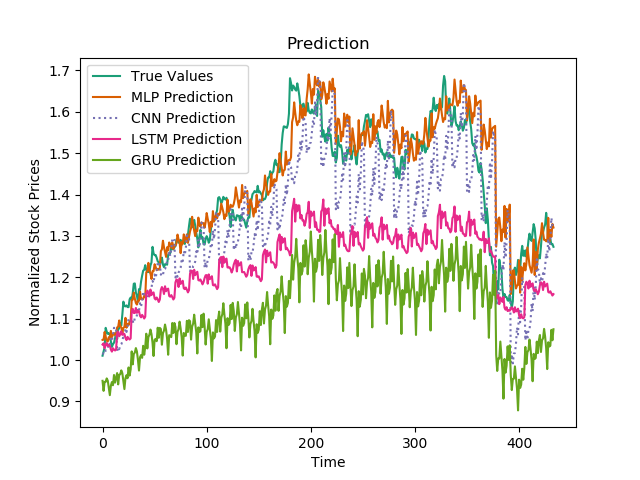 Prediction
True Values
MLP Prediction
CNN Prediction
LSTM Prediction
GRU Prediction
Normalized Stock Prices
1.7
1.6
1.5
1.4
1.3
1.2
1.1
1.0
0.9
0
100
200
300
400
Time